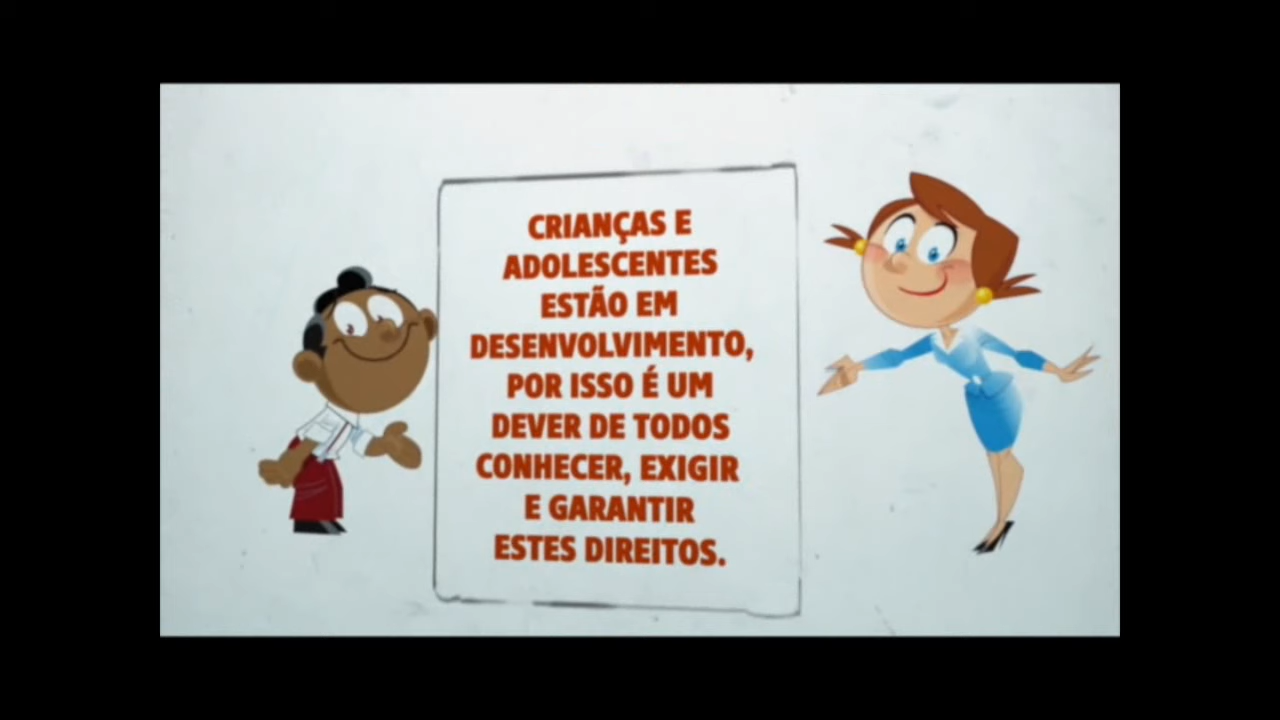 CRIANÇAS E
ADOLESCENTES
ESTÃO EM
DESENVOLVIMENTO,
POR ISSO É UM
DEVER DE TODOS
CONHECER, EXIGIR
E GARANTIR
ESTES DIREITOS.